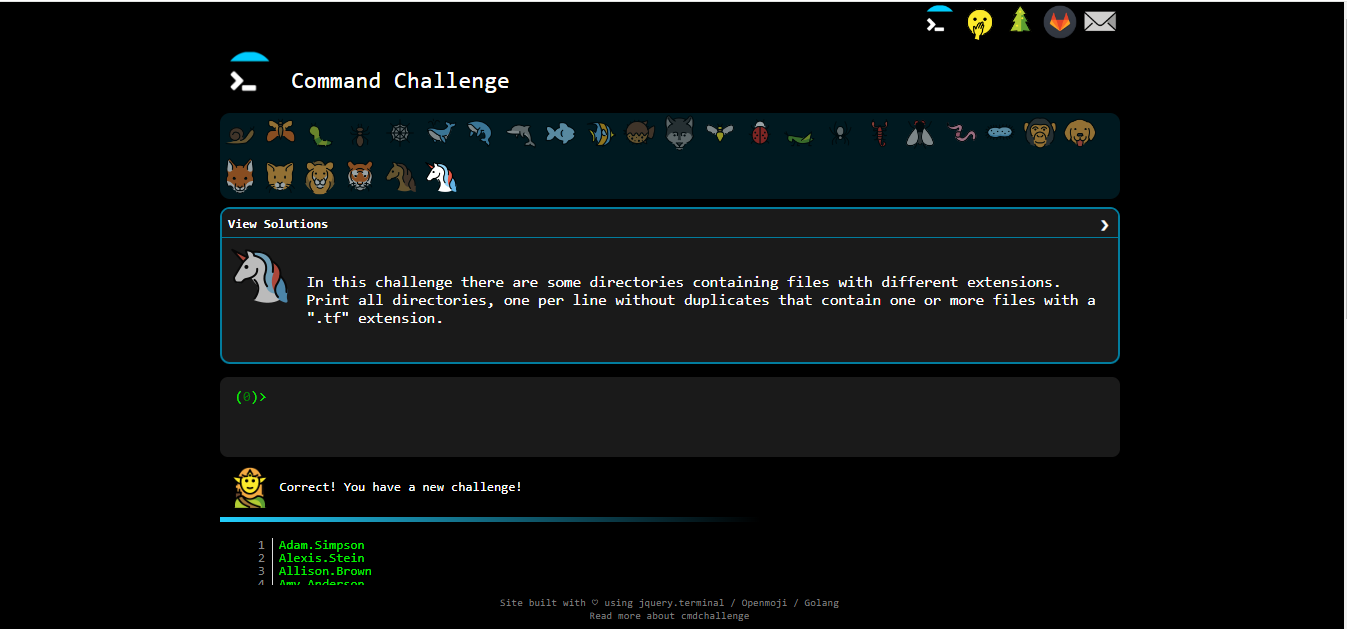 Command Challenge
View Solutions
In this challenge there are some directories containing files with different extensions.
Print all directories, one per line without duplicates that contain one or more files with a
".tf" extension.
(0)>
Correct! You have a new challenge!
1 Adam.Simpson
2 Alexis.Stein
3 Allison.Brown
4 Amy.Anderson
Site built with ♡ using jquery.terminal / Openmoji / Golang
Read more about cmdchallenge